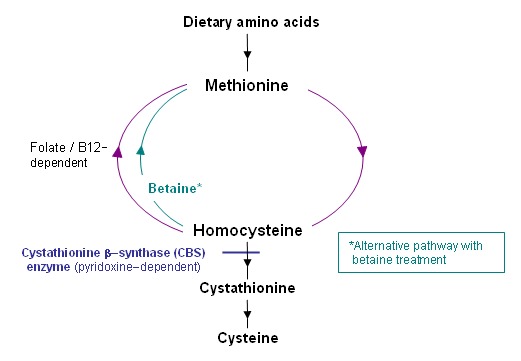 Dietary amino acids
Methionine
Folate / B12-
dependent
Betaine*
Homocysteine
Cystathionine β-synthase (CBS)
enzyme (pyridoxine-dependent)
*Alternative pathway with
betaine treatment
Cystathionine
Cysteine